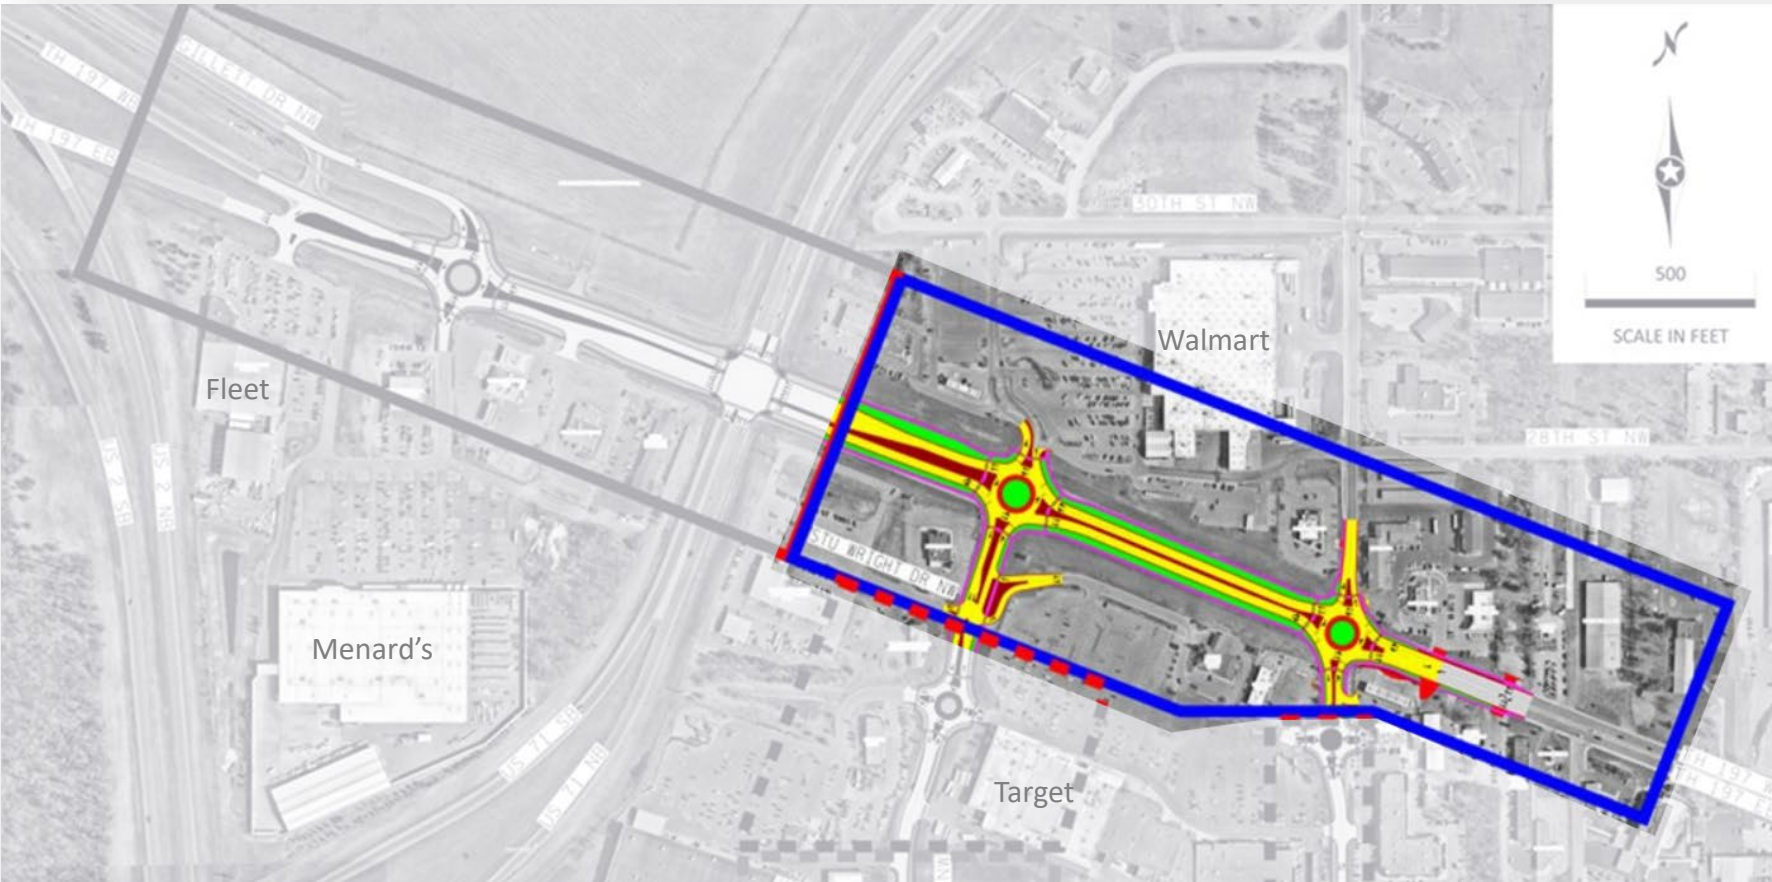 TH 197 WB
GILLETT DR NW
TH 197 EB
N
500
SCALE IN FEET
30TH ST NW
Walmart
Fleet
28TH ST NW
US 2 SB
US 2 NB
STU WRIGHT DR NW
Menard’s
US 71 SB
US 71 NB
Target
TH 197
TH 197 E